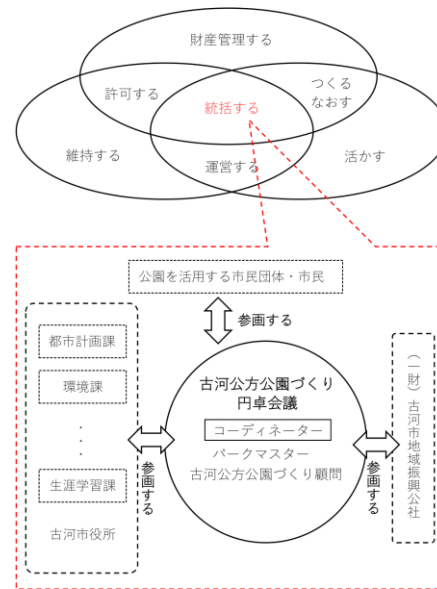 財産管理する
許可する
つくる
なおす
統括する
維持する
運営する
活かす
公園を活用する市民団体・市民
参画する
都市計画課
環境課
・
・
・
生涯学習課
古河市役所
参画する
古河公方公園づくり
円卓会議
コーディネーター
パークマスター
古河公方公園づくり顧問
参画する
（一財）古河市地域振興公社